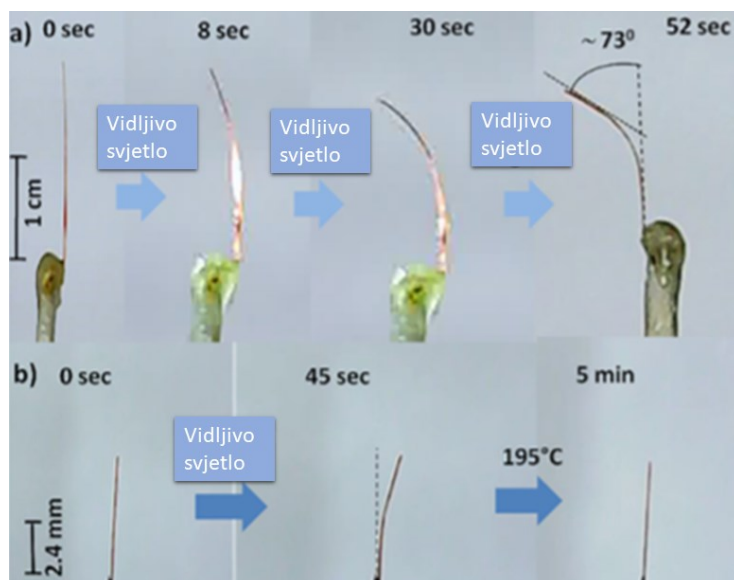 a) 0 sec
8 sec
30 sec
52 sec
~73⁰
Vidljivo
svjetlo
Vidljivo
svjetlo
Vidljivo
svjetlo
1 cm
b) 0 sec
45 sec
5 min
Vidljivo
svjetlo
195°C
2.4 mm